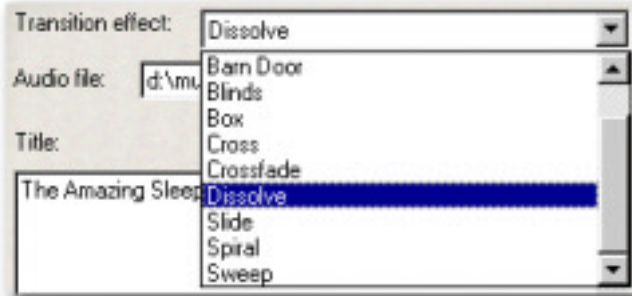 Transition effect: Dissolve
Barn Door
Audio file: d:\mu
Blinds
Box
Title:
Cross
Crossfade
The Amazing Sleep
Dissolve
Slide
Spiral
Sweep